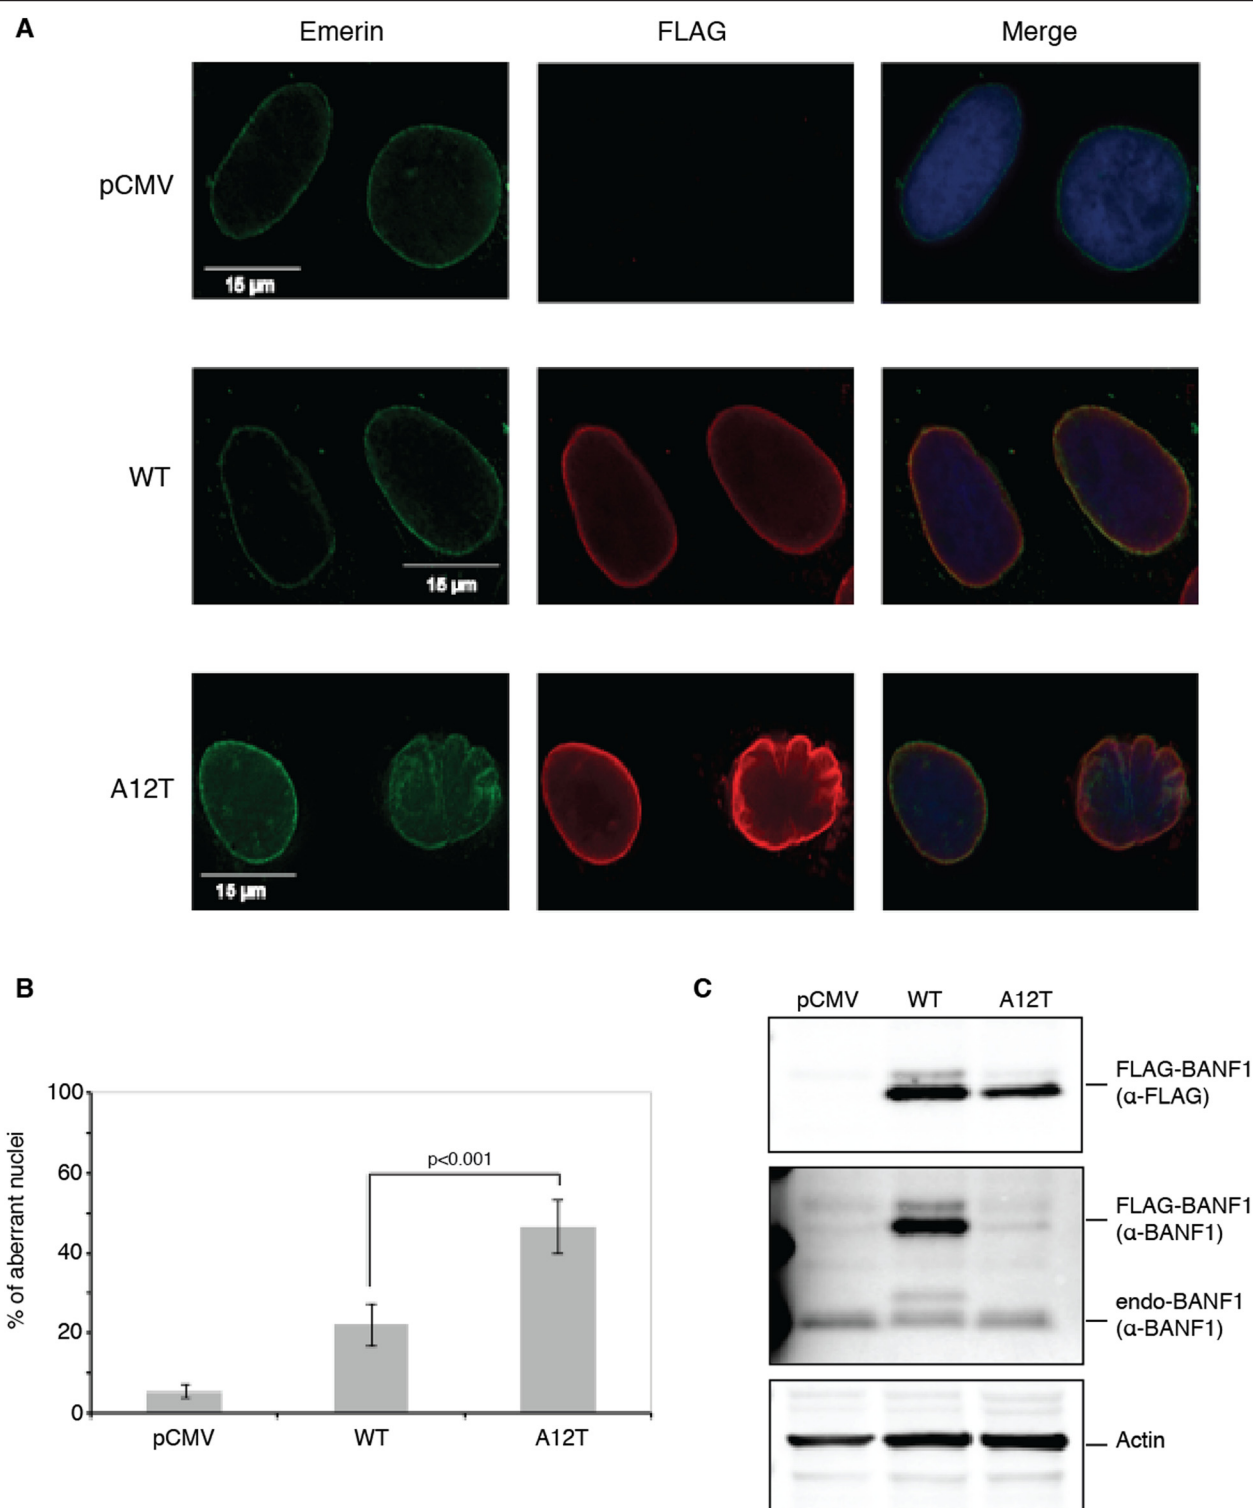 A
Emerin
FLAG
Merge
pCMV
15 µm
WT
15 µm
A12T
15 µm
B
% of aberrant nuclei
100
60
40
20
0
p<0.001
pCMV
WT
A12T
C
pCMV
WT
A12T
FLAG-BANF1
(α-FLAG)
FLAG-BANF1
(α-BANF1)
endo-BANF1
(α-BANF1)
Actin